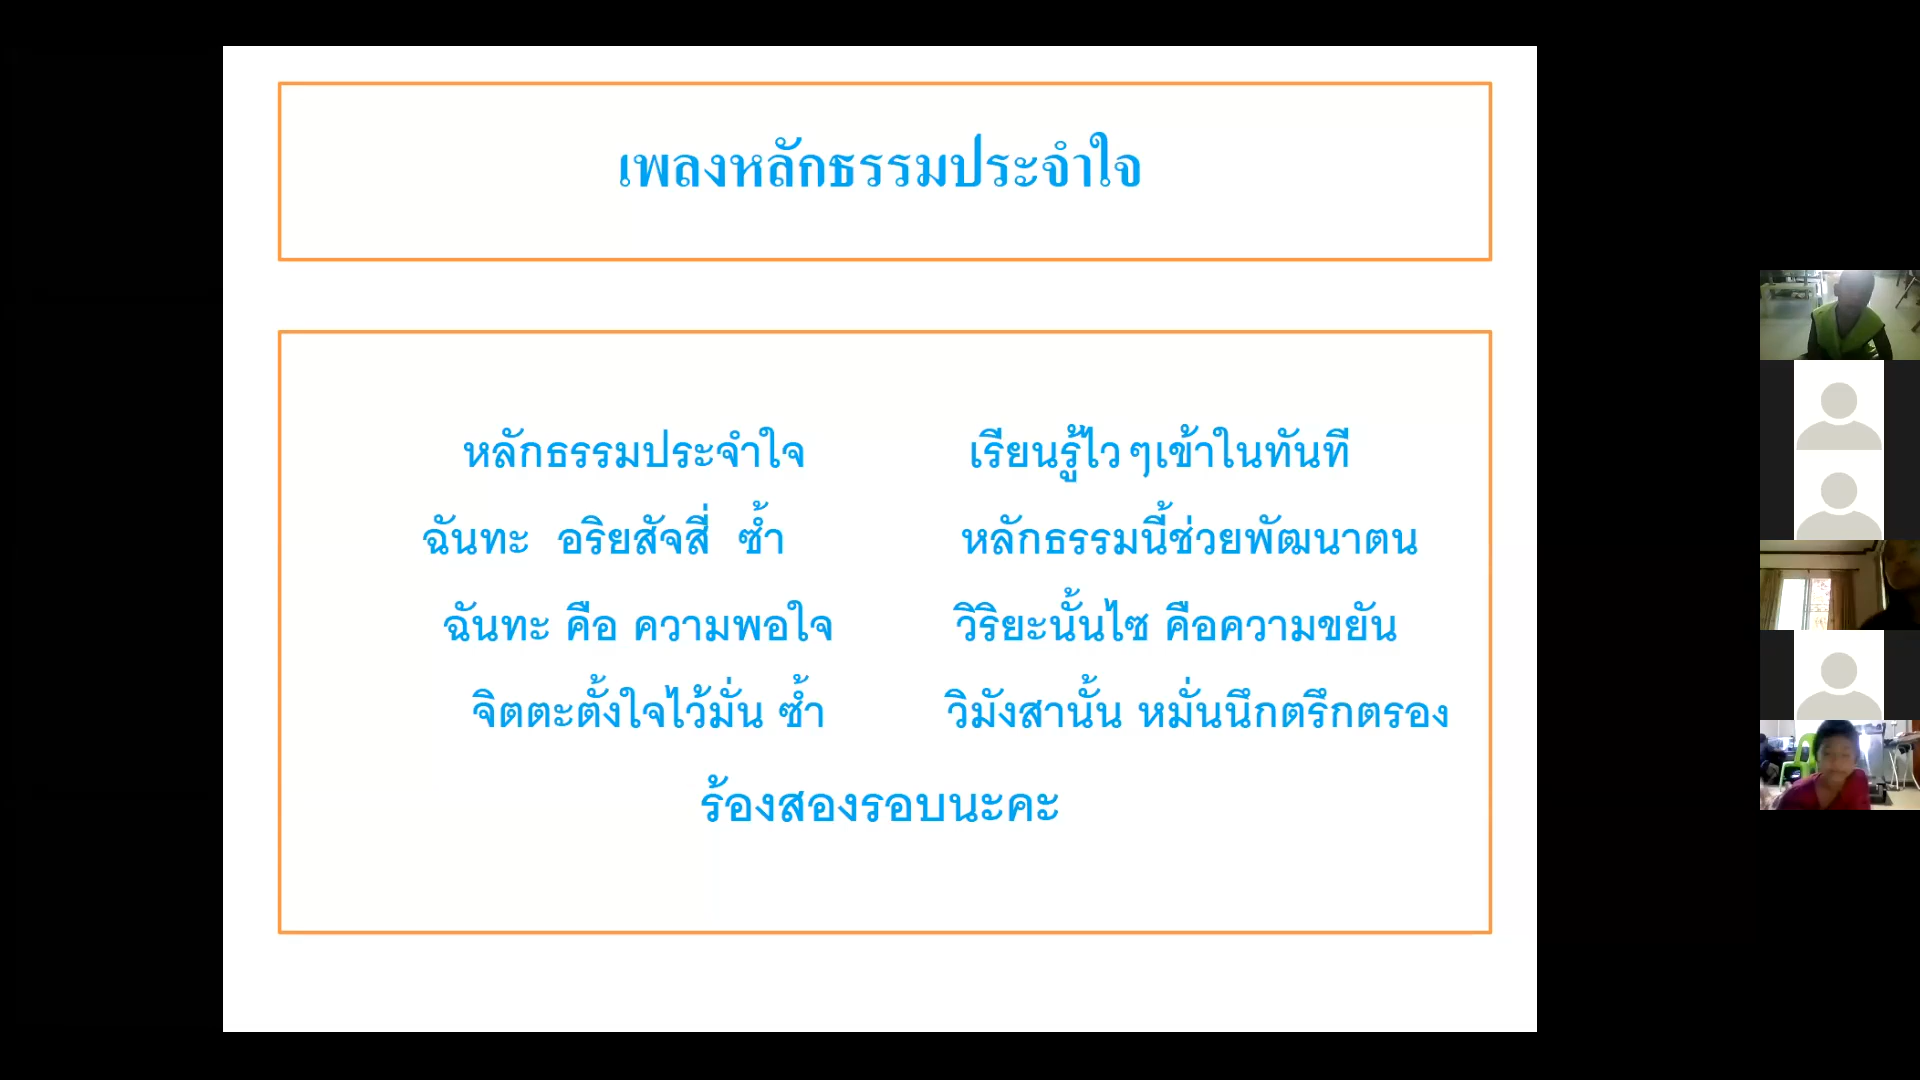 เพลงหลักธรรมประจำใจ
หลักธรรมประจำใจ เรียนรู้ไว ๆเข้าในทันที
ฉันทะ อริยสัจสี่ ซ้ำ หลักธรรมนี้ช่วยพัฒนาตน
ฉันทะ คือ ความพอใจ วิริยะนั้นไซ คือความขยัน
จิตตะตั้งใจไว้มั่น ซ้ำ วิมังสานั้น หมั่นนึกตรึกตรอง
ร้องสองรอบนะคะ